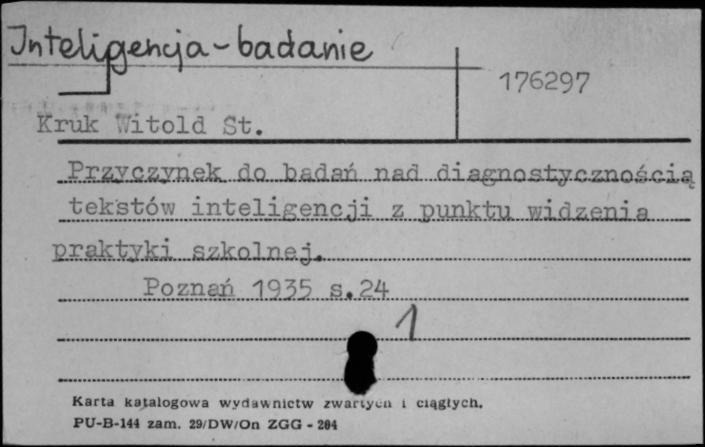 Inteligencja - badanie
176297
Kruk Witold St.
Przyczynek do badań nad diagnostycznością
tekstów inteligencji z punktu widzenia
praktyki szkolnej.
Poznań 1935 s.24
1
Karta katalogowa wydawnictw zwartych i ciągłych.
PU-B-144 zam. 29/DW/On ZGG - 204